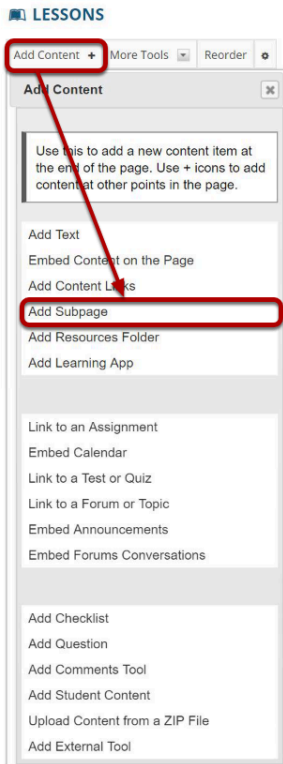 LESSONS
Add Content + More Tools Reorder
Add Content
Use this to add a new content item at
the end of the page. Use + icons to add
content at other points in the page.
Add Text
Embed Content on the Page
Add Content Links
Add Subpage
Add Resources Folder
Add Learning App
Link to an Assignment
Embed Calendar
Link to a Test or Quiz
Link to a Forum or Topic
Embed Announcements
Embed Forums Conversations
Add Checklist
Add Question
Add Comments Tool
Add Student Content
Upload Content from a ZIP File
Add External Tool